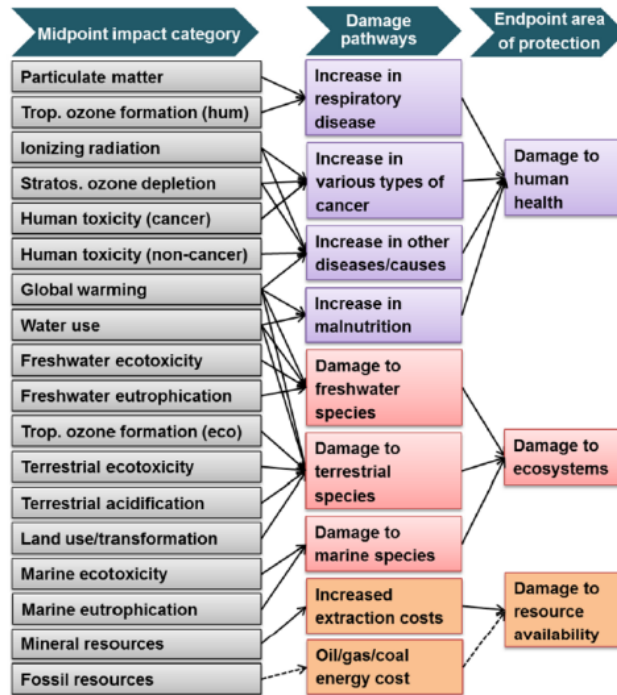 Midpoint impact category
Damage
pathways
Endpoint area
of protection
Particulate matter
Trop. ozone formation (hum)
Ionizing radiation
Stratos. ozone depletion
Human toxicity (cancer)
Human toxicity (non-cancer)
Global warming
Water use
Freshwater ecotoxicity
Freshwater eutrophication
Trop. ozone formation (eco)
Terrestrial ecotoxicity
Terrestrial acidification
Land use/transformation
Marine ecotoxicity
Marine eutrophication
Mineral resources
Fossil resources
Increase in
respiratory
disease
Increase in
various types of
cancer
Increase in other
diseases/causes
Increase in
malnutrition
Damage to
freshwater
species
Damage to
terrestrial
species
Damage to
marine species
Increased
extraction costs
Oil/gas/coal
energy cost
Damage to
human
health
Damage to
ecosystems
Damage to
resource
availability